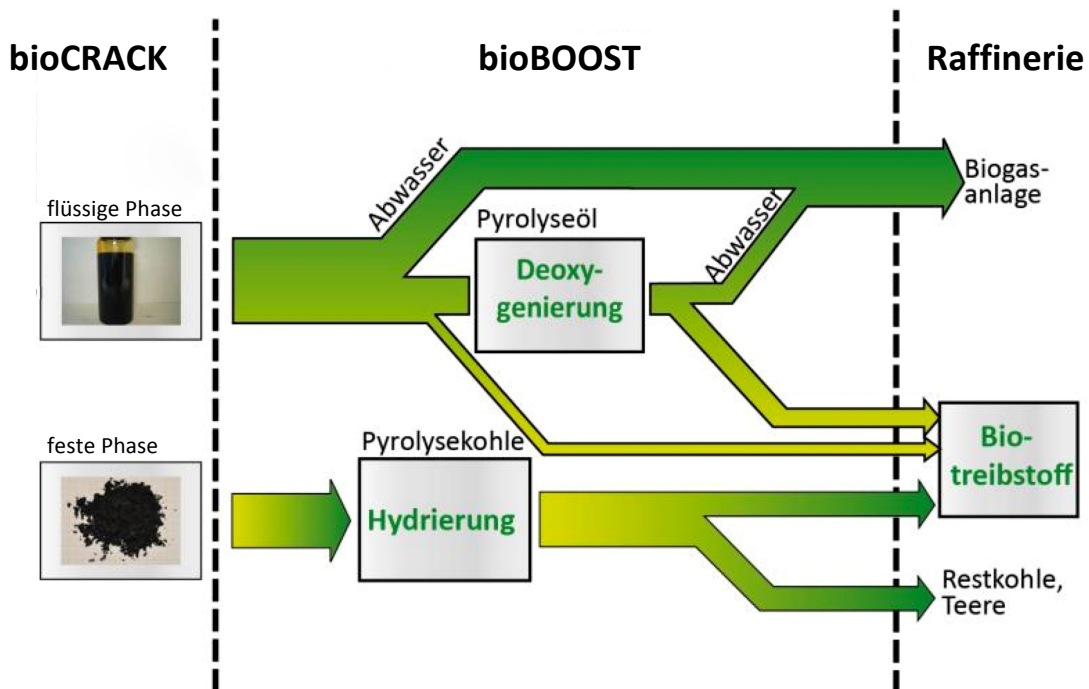 bioCRACK
bioBOOST
Raffinerie
Abwasser
Biogas-
anlage
flüssige Phase
Pyrolyseöl
Abwasser
Deoxy-
genierung
feste Phase
Pyrolysekohle
Bio-
treibstoff
Hydrierung
Restkohle,
Teere